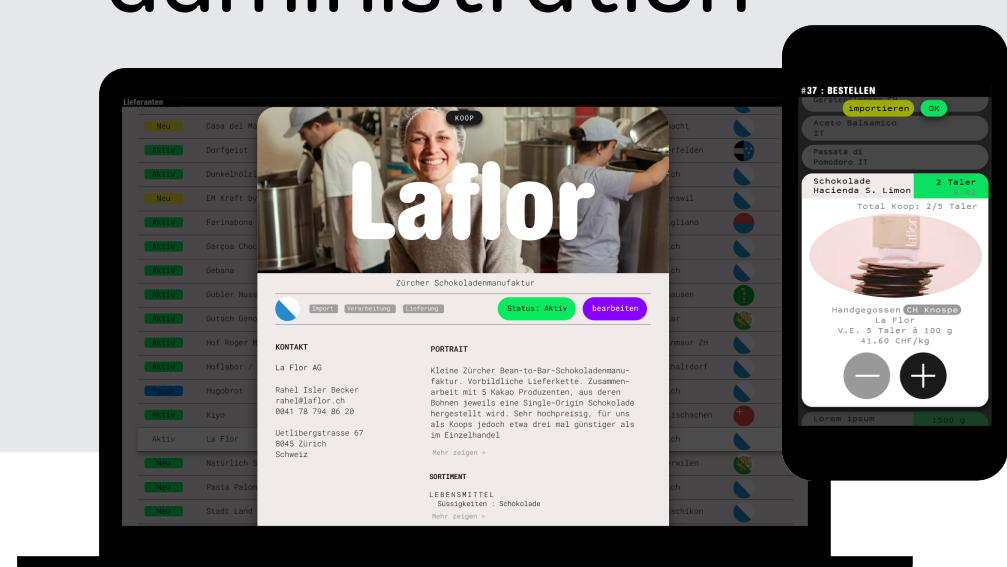 administration
Lieferanten
KOOP
Laflor
Zürcher Schokoladenmanufaktur
Import Verarbeitung Lieferung
Status: Aktiv
bearbeiten
KONTAKT
La Flor AG
Rahel Isler Becker
rahel@laflor.ch
0041 78 794 86 20
Uetlibergstrasse 67
8045 Zürich
Schweiz
PORTRAIT
Kleine Zürcher Bean-to-Bar-Schokoladenmanu-
faktur. Vorbildliche Lieferkette. Zusammen-
arbeit mit 5 Kakao Produzenten, aus deren
Bohnen jeweils eine Single-Origin Schokolade
hergestellt wird. Sehr hochpreisig, für uns
als Koops jedoch etwa drei mal günstiger als
im Einzelhandel
Mehr zeigen »
SORTIMENT
LEBENSMITTEL
Süssigkeiten : Schokolade
Mehr zeigen »
Neu Casa del Ma
Aktiv Dorfgeist
Aktiv Dunkelhölzl
Neu EM Kraft by
Aktiv Farinabona
Aktiv Garçoa Choc
Aktiv Gebana
Aktiv Gubler Nuss
Aktiv Gutsch Geno
Aktiv Hof Roger M
Aktiv Hoflabor /
Pause Hugobrot
Aktiv Kiyo
Aktiv La Flor
Neu Natürlich S
Neu Pasta Palom
Neu Stadt Land
#37 : BESTELLEN
importieren OK
Aceto Balsamico
IT
Passata di
Pomodoro IT
Schokolade
Hacienda S. Limon
2 Taler
Total Koop: 2/5 Taler
Handgegossen CH Knospe
La Flor
V.E. 5 Taler à 100 g
41.60 CHF/kg
Lorem ipsum 1500 g